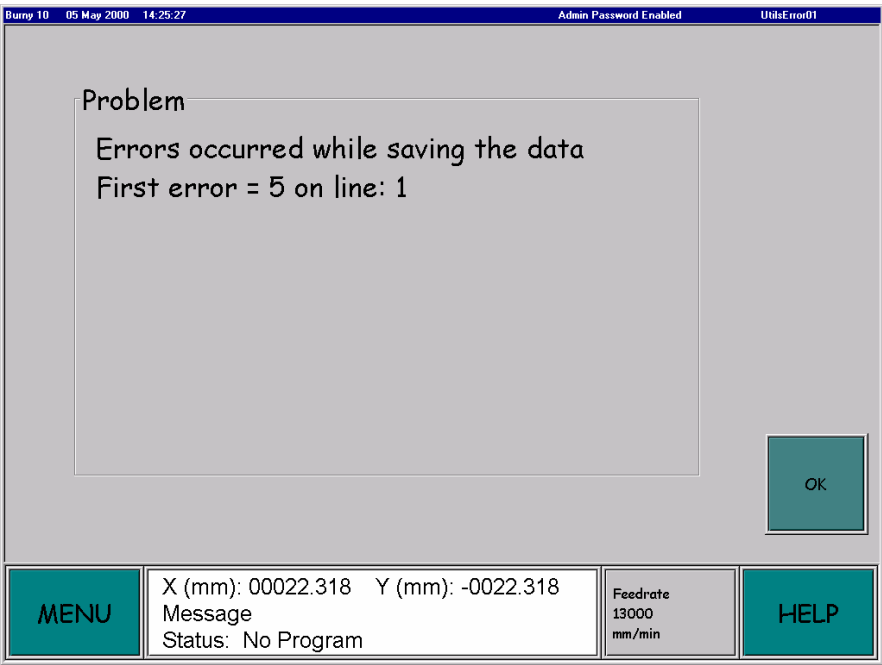 Burny 10 05 May 2000 14:25:27 Admin Password Enabled UtilsError01
Problem
Errors occurred while saving the data
First error = 5 on line: 1
OK
MENU
X (mm): 00022.318 Y (mm): -0022.318
Message
Status: No Program
Feedrate
13000
mm/min
HELP